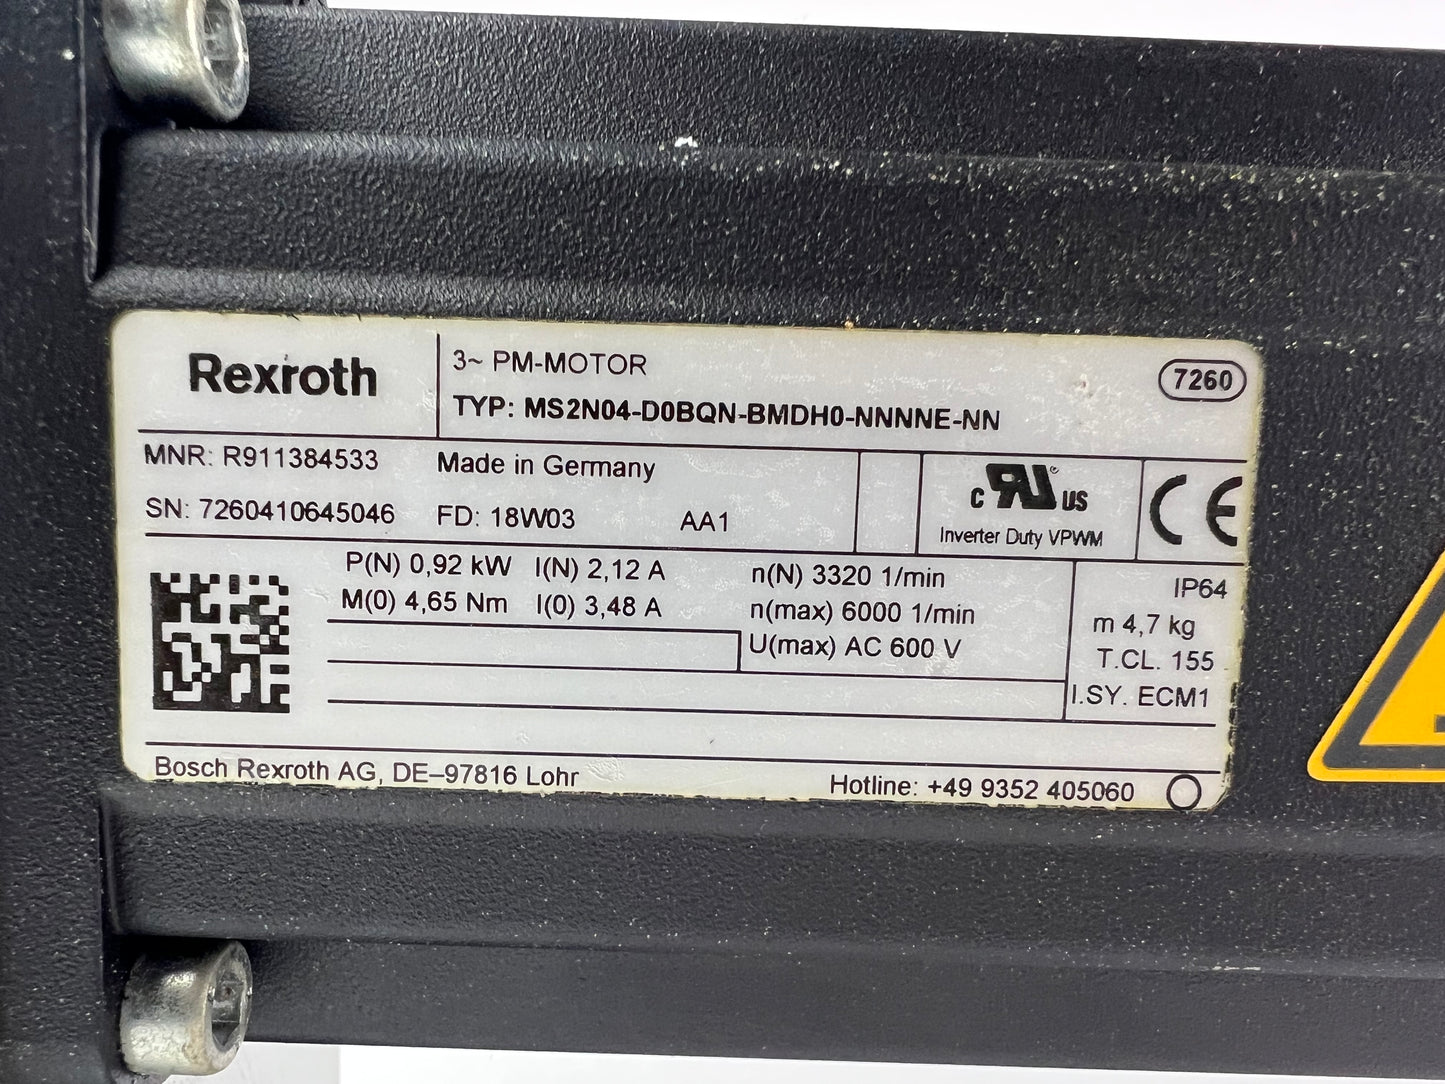 Rexroth
3~ PM-MOTOR
7260
TYP: MS2N04-D0BQN-BMDH0-NNNNE-NN
MNR: R911384533
Made in Germany
SN: 7260410645046
FD: 18W03
AA1
c RU US
Inverter Duty VPWM
CE
P(N) 0,92 kW I(N) 2,12 A
n(N) 3320 1/min
IP64
M(0) 4,65 Nm I(0) 3,48 A
n(max) 6000 1/min
m 4,7 kg
U(max) AC 600 V
T.CL. 155
I.SY. ECM1
Bosch Rexroth AG, DE–97816 Lohr
Hotline: +49 9352 405060